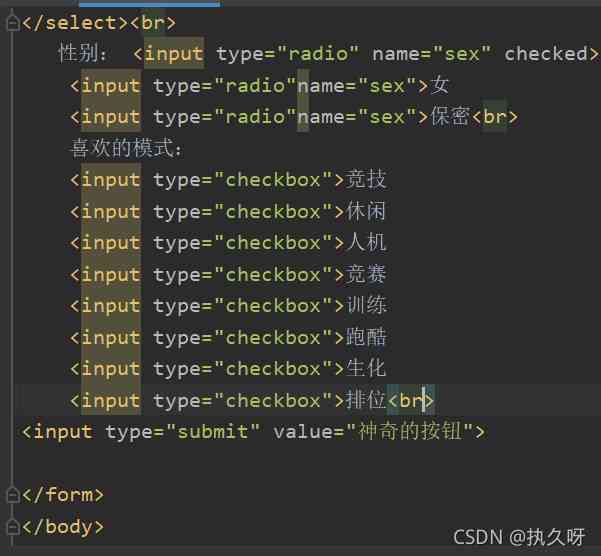 </select><br>
性别： <input type="radio" name="sex" checked>
<input type="radio"name="sex">女
<input type="radio"name="sex">保密<br>
喜欢的模式：
<input type="checkbox">竞技
<input type="checkbox">休闲
<input type="checkbox">人机
<input type="checkbox">竞赛
<input type="checkbox">训练
<input type="checkbox">跑酷
<input type="checkbox">生化
<input type="checkbox">排位<br>
<input type="submit" value="神奇的按钮">
</form>
</body>
CSDN @执久呀